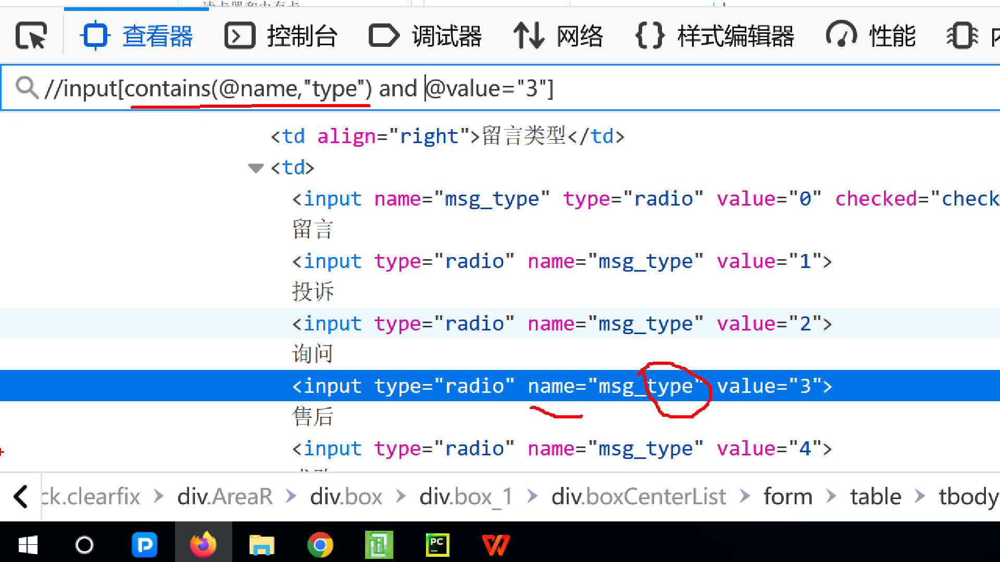 查看器 控制台 调试器 网络 样式编辑器 性能 内
//input[contains(@name,"type") and @value="3"]
<td align="right">留言类型</td>
<td>
<input name="msg_type" type="radio" value="0" checked="check
留言
<input type="radio" name="msg_type" value="1">
投诉
<input type="radio" name="msg_type" value="2">
询问
<input type="radio" name="msg_type" value="3">
售后
<input type="radio" name="msg_type" value="4">
ck.clearfix div.AreaR div.box div.box_1 div.boxCenterList form table tbody
PC